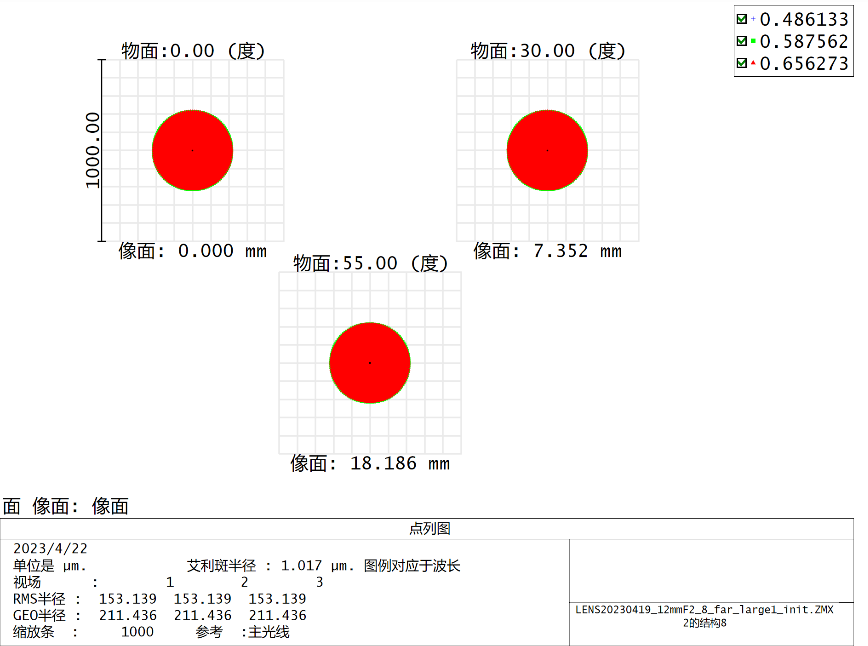 0.486133
0.587562
0.656273
物面:0.00 (度)
物面:30.00 (度)
1000.00
像面: 0.000 mm
像面: 7.352 mm
物面:55.00 (度)
像面: 18.186 mm
面 像面: 像面
点列图
2023/4/22
单位是 µm. 艾利斑半径 : 1.017 µm. 图例对应于波长
视场 : 1 2 3
RMS半径 : 153.139 153.139 153.139
GEO半径 : 211.436 211.436 211.436
缩放条 : 1000 参考 :主光线
LENS20230419_12mmF2_8_far_large1_init.ZMX
2的结构8